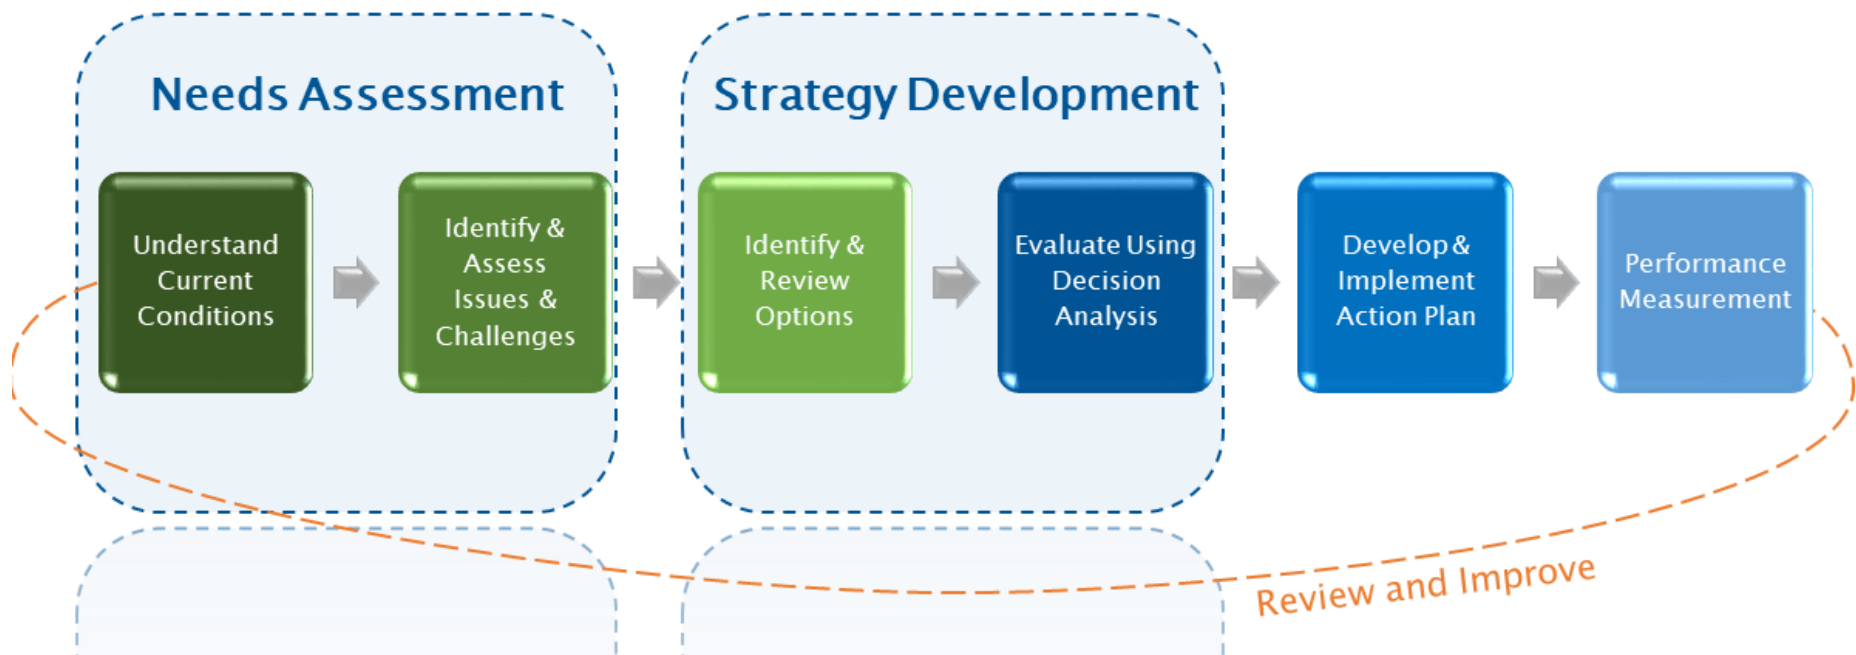 Needs Assessment
Strategy Development
Understand
Current
Conditions
Identify &
Assess
Issues &
Challenges
Identify &
Review
Options
Evaluate Using
Decision
Analysis
Develop &
Implement
Action Plan
Performance
Measurement
Review and Improve